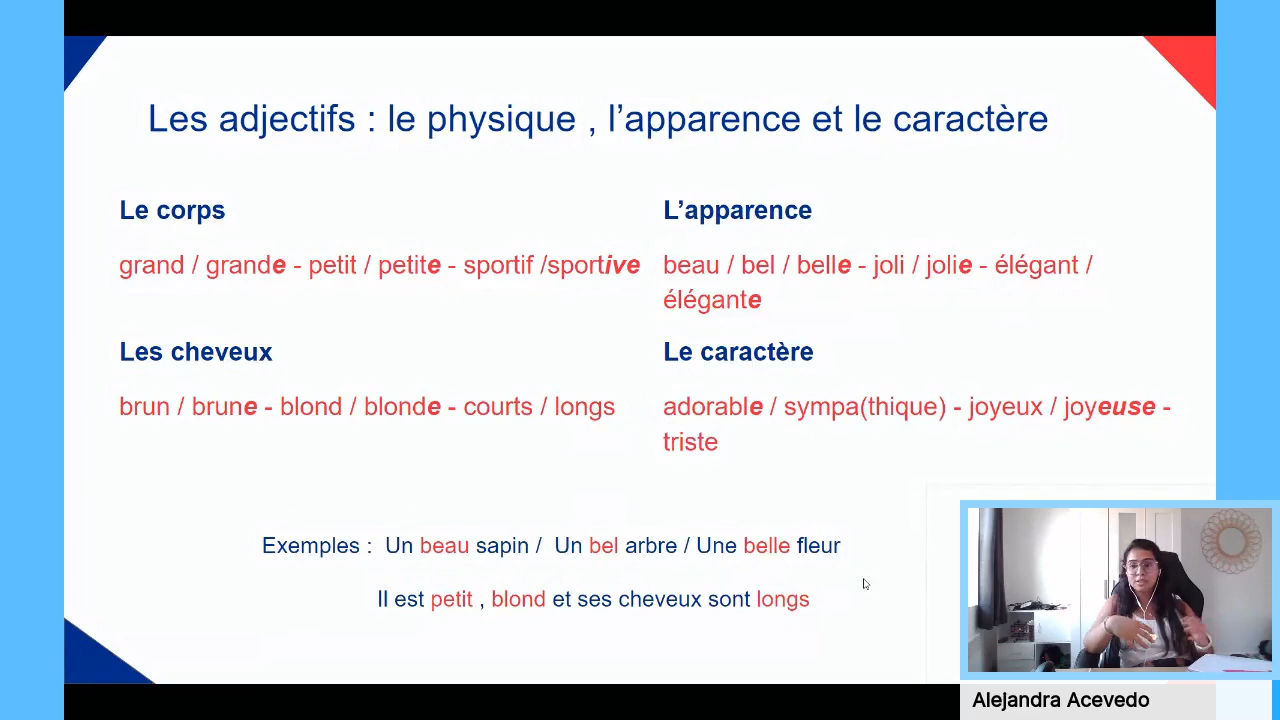 Les adjectifs : le physique , l’apparence et le caractère
Le corps
grand / grande - petit / petite - sportif /sportive
Les cheveux
brun / brune - blond / blonde - courts / longs
L’apparence
beau / bel / belle - joli / jolie - élégant /
élégante
Le caractère
adorable / sympa(thique) - joyeux / joyeuse -
triste
Exemples : Un beau sapin / Un bel arbre / Une belle fleur
Il est petit , blond et ses cheveux sont longs
Alejandra Acevedo